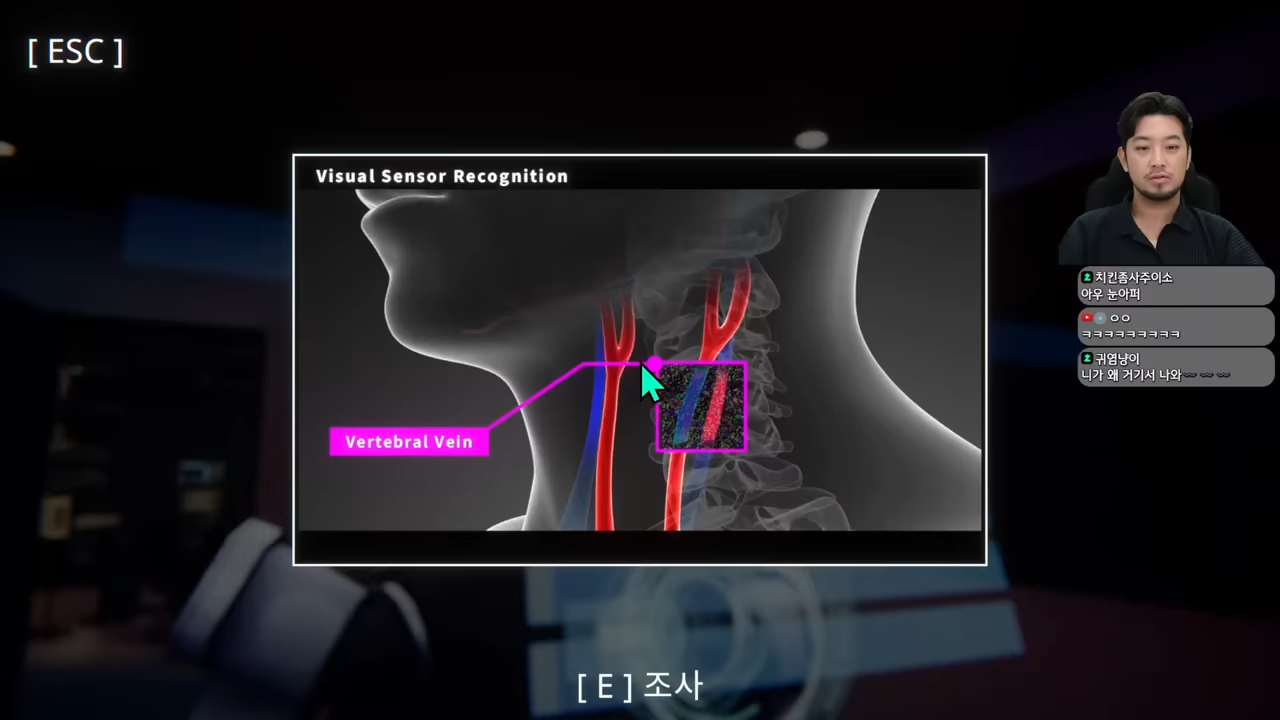 [ ESC ]
Visual Sensor Recognition
Vertebral Vein
[ E ] 조사
치킨좀사주이소
아우 눈아퍼
ㅇㅇ
ㅋㅋㅋㅋㅋㅋㅋㅋㅋ
귀염냥이
니가 왜 거기서 나와~ ~ ~